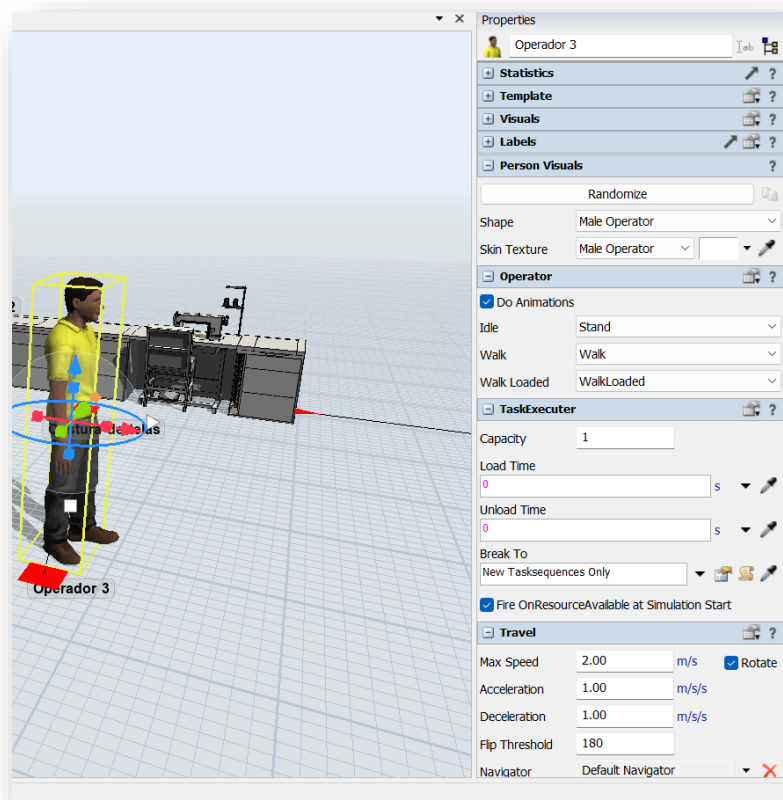 Properties
Operador 3
Statistics
?
Template
?
Visuals
?
Labels
?
Person Visuals
?
Randomize
Shape
Male Operator
Skin Texture
Male Operator
Operator
?
Do Animations
Idle
Stand
Walk
Walk
Walk Loaded
WalkLoaded
TaskExecuter
?
Capacity
1
Load Time
0
s
Unload Time
0
s
Break To
New Tasksequences Only
Fire OnResourceAvailable at Simulation Start
Travel
?
Max Speed
2.00
m/s
Rotate
Acceleration
1.00
m/s/s
Deceleration
1.00
m/s/s
Flip Threshold
180
Navigator
Default Navigator
2
Operador 3